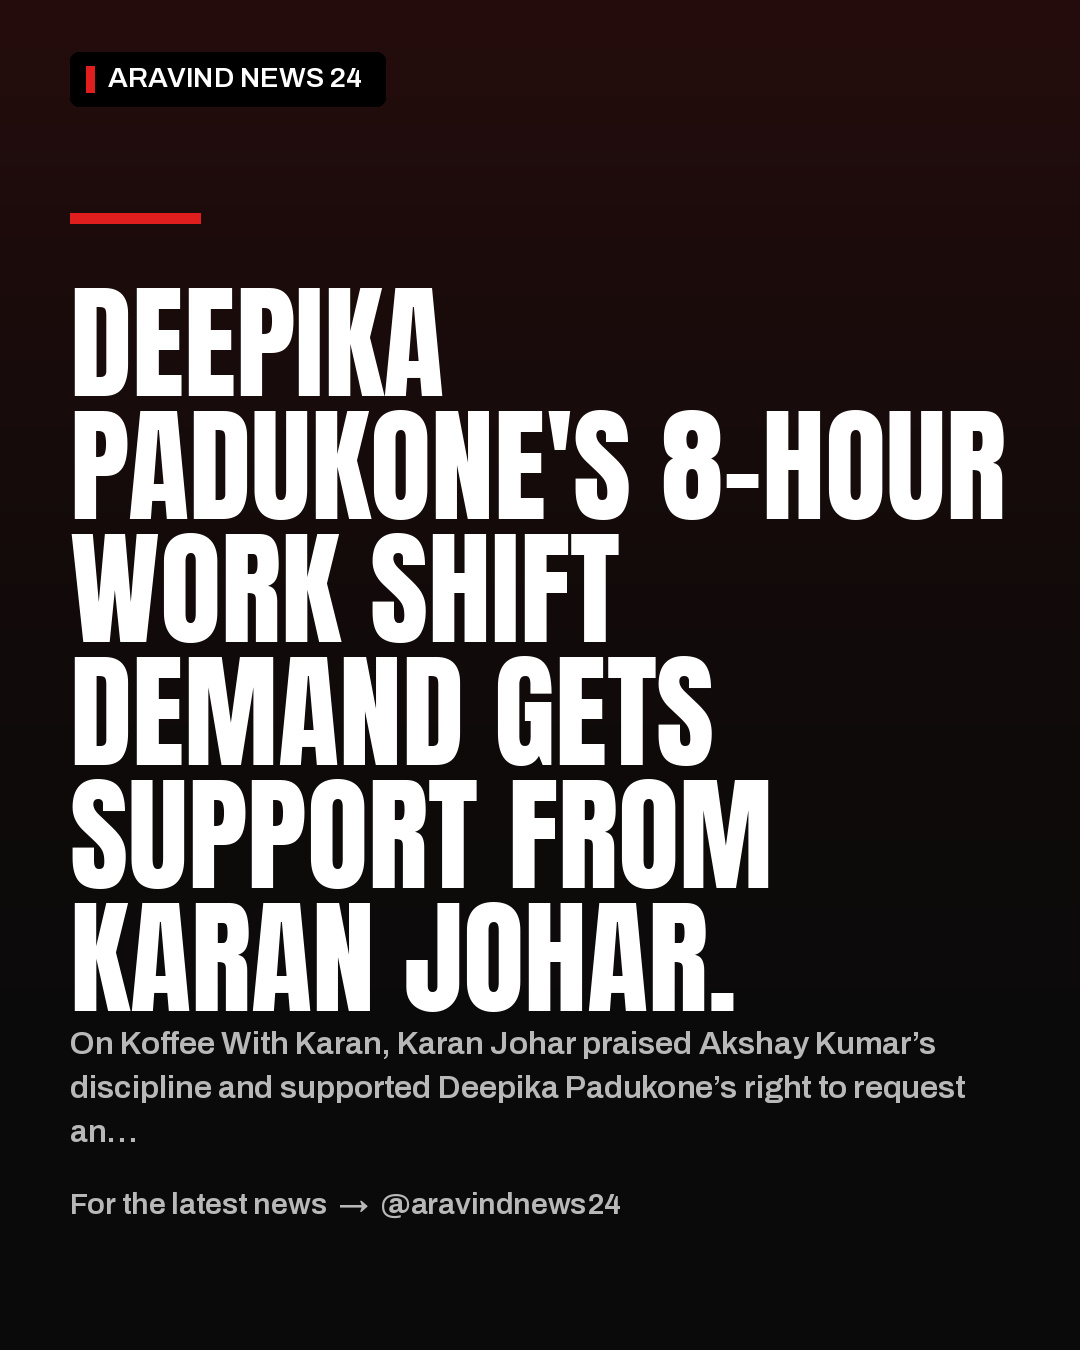 ARAVIND NEWS 24
DEEPIKA
PADUKONE'S 8-HOUR
WORK SHIFT
DEMAND GETS
SUPPORT FROM
KARAN JOHAR.
On Koffee With Karan, Karan Johar praised Akshay Kumar’s
discipline and supported Deepika Padukone’s right to request
an…
For the latest news → @aravindnews24